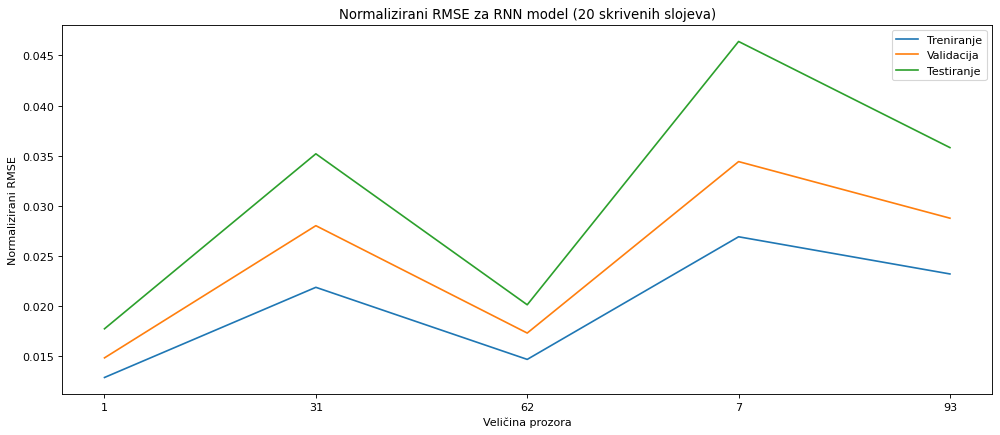 Normalizirani RMSE za RNN model (20 skrivenih slojeva)
Treniranje
Validacija
Testiranje
Normalizirani RMSE
0.045
0.040
0.035
0.030
0.025
0.020
0.015
1 31 62 7 93
Veličina prozora